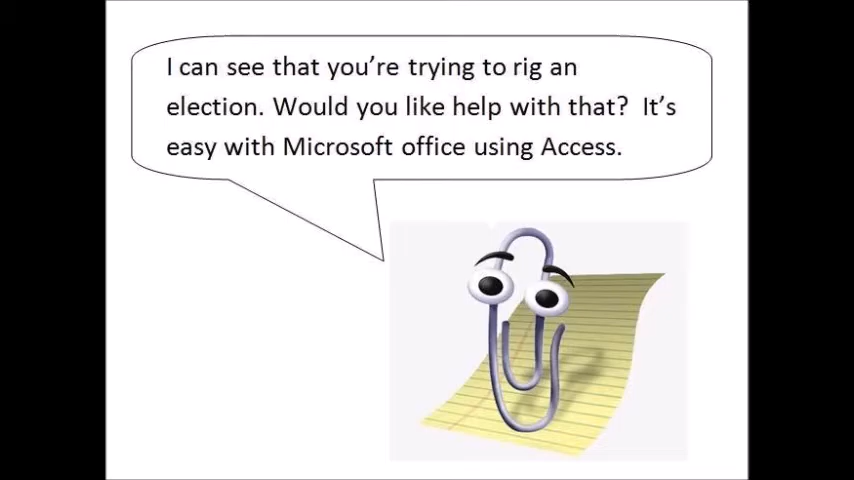 I can see that you’re trying to rig an
election. Would you like help with that?  It’s
easy with Microsoft office using Access.